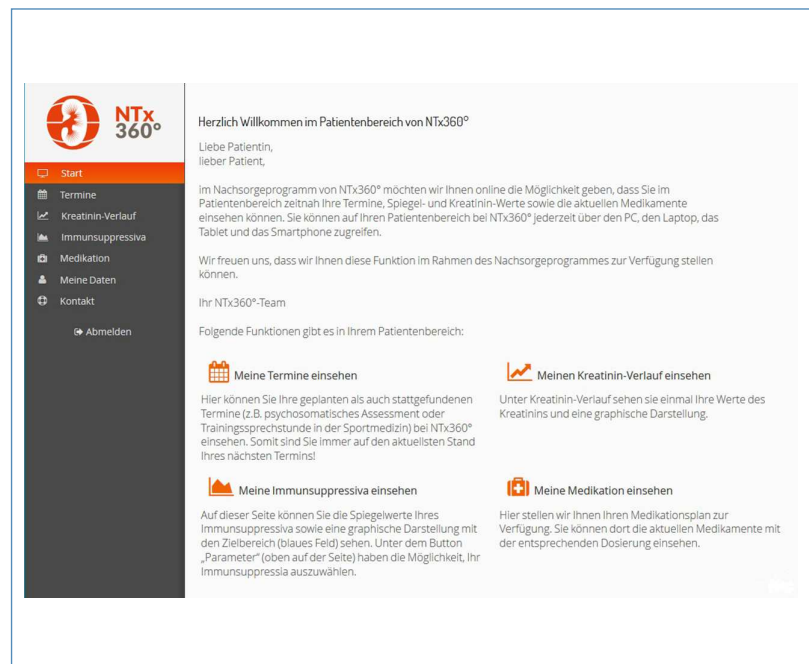 NTx
360°
Start
Termine
Kreatinin-Verlauf
Immunsuppressiva
Medikation
Meine Daten
Kontakt
Abmelden
Herzlich Willkommen im Patientenbereich von NTx360°
Liebe Patientin,
lieber Patient,
im Nachsorgeprogramm von NTx360° möchten wir Ihnen online die Möglichkeit geben, dass Sie im
Patientenbereich zeitnah Ihre Termine, Spiegel- und Kreatinin-Werte sowie die aktuellen Medikamente
einsehen können. Sie können auf Ihren Patientenbereich bei NTx360° jederzeit über den PC, den Laptop, das
Tablet und das Smartphone zugreifen.
Wir freuen uns, dass wir Ihnen diese Funktion im Rahmen des Nachsorgeprogrammes zur Verfügung stellen
können.
Ihr NTx360°-Team
Folgende Funktionen gibt es in Ihrem Patientenbereich:
Meine Termine einsehen
Hier können Sie Ihre geplanten als auch stattgefundenen
Termine (z.B. psychosomatisches Assessment oder
Trainingssprechstunde in der Sportmedizin) bei NTx360°
einsehen. Somit sind Sie immer auf den aktuellsten Stand
Ihres nächsten Termins!
Meinen Kreatinin-Verlauf einsehen
Unter Kreatinin-Verlauf sehen sie einmal Ihre Werte des
Kreatinins und eine graphische Darstellung.
Meine Immunsuppressiva einsehen
Auf dieser Seite können Sie die Spiegelwerte Ihres
Immunsuppressiva sowie eine graphische Darstellung mit
den Zielbereich (blaues Feld) sehen. Unter dem Button
„Parameter“ (oben auf der Seite) haben die Möglichkeit, Ihr
Immunsuppressia auszuwählen.
Meine Medikation einsehen
Hier stellen wir Ihnen Ihren Medikationsplan zur
Verfügung. Sie können dort die aktuellen Medikamente mit
der entsprechenden Dosierung einsehen.